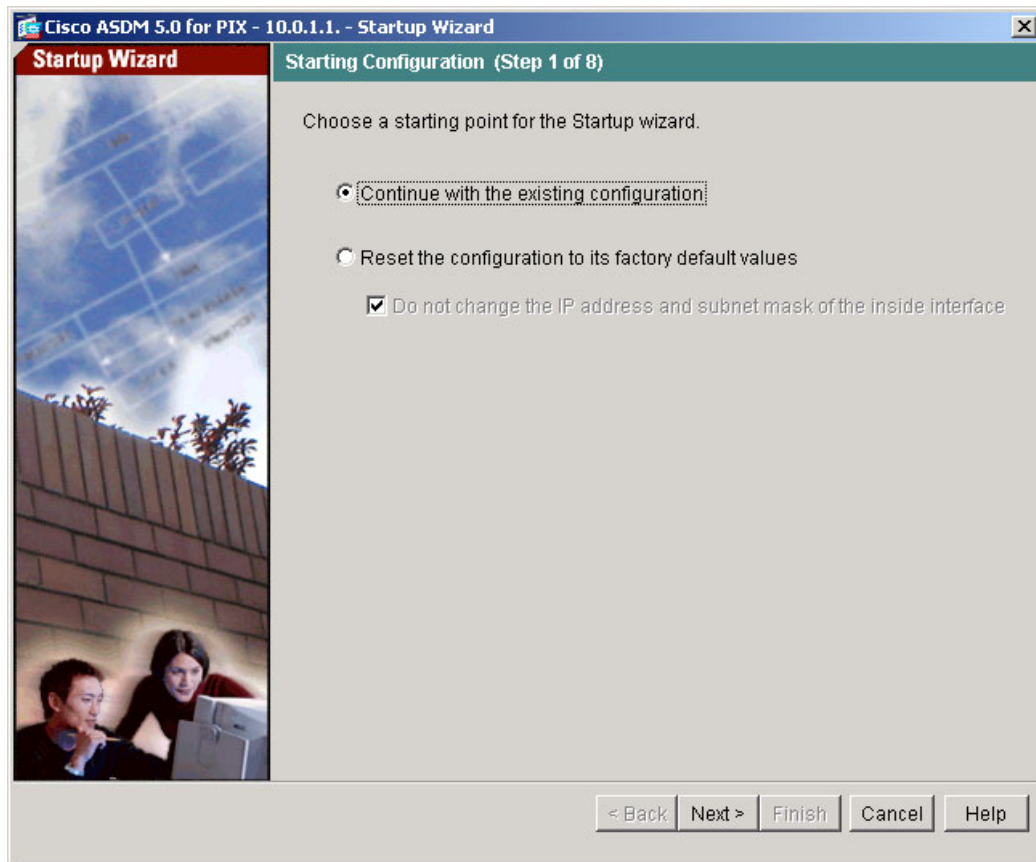 Cisco ASDM 5.0 for PIX - 10.0.1.1. - Startup Wizard
Startup Wizard
Starting Configuration (Step 1 of 8)
Choose a starting point for the Startup wizard.
Continue with the existing configuration
Reset the configuration to its factory default values
Do not change the IP address and subnet mask of the inside interface
< Back
Next >
Finish
Cancel
Help